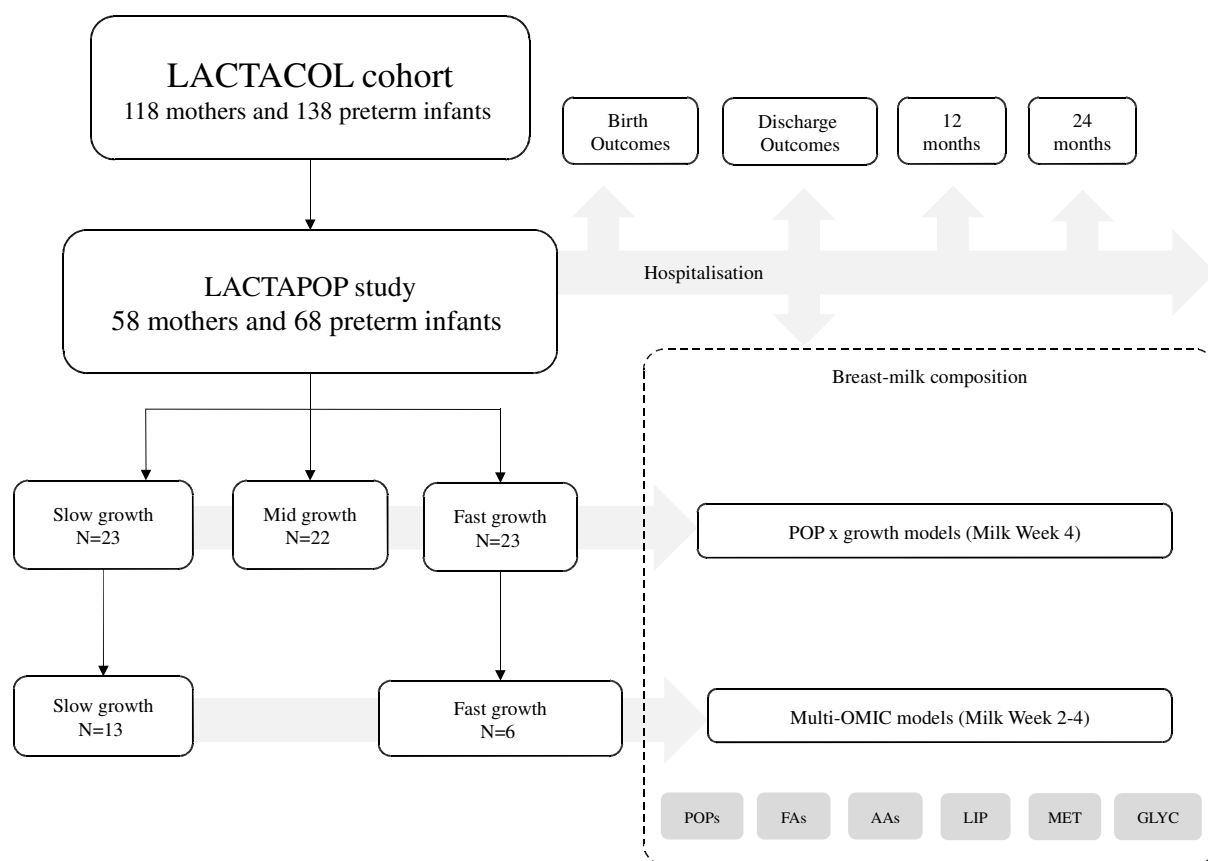 LACTACOL cohort
118 mothers and 138 preterm infants
Birth
Outcomes
Discharge
Outcomes
12
months
24
months
LACTAPOP study
58 mothers and 68 preterm infants
Hospitalisation
Breast-milk composition
Slow growth
N=23
Mid growth
N=22
Fast growth
N=23
POP x growth models (Milk Week 4)
Slow growth
N=13
Fast growth
N=6
Multi-OMIC models (Milk Week 2-4)
POPs
FAs
AAs
LIP
MET
GLYC